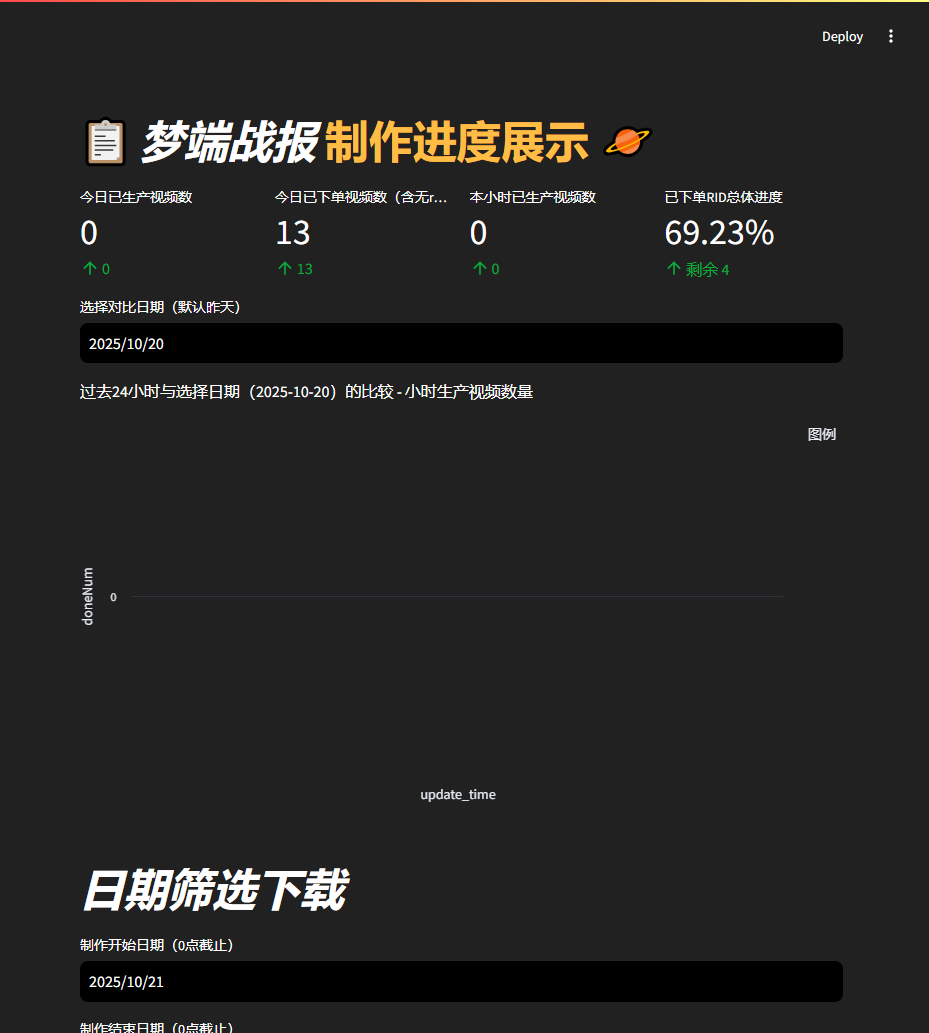 Deploy
梦端战报 制作进度展示
今日已生产视频数
0
0
今日已下单视频数（含无r...
13
13
本小时已生产视频数
0
0
已下单RID总体进度
69.23%
剩余 4
选择对比日期（默认昨天）
2025/10/20
过去24小时与选择日期（2025-10-20）的比较 - 小时生产视频数量
图例
doneNum
0
update_time
日期筛选下载
制作开始日期（0点截止）
2025/10/21
制作结束日期（0点截止）